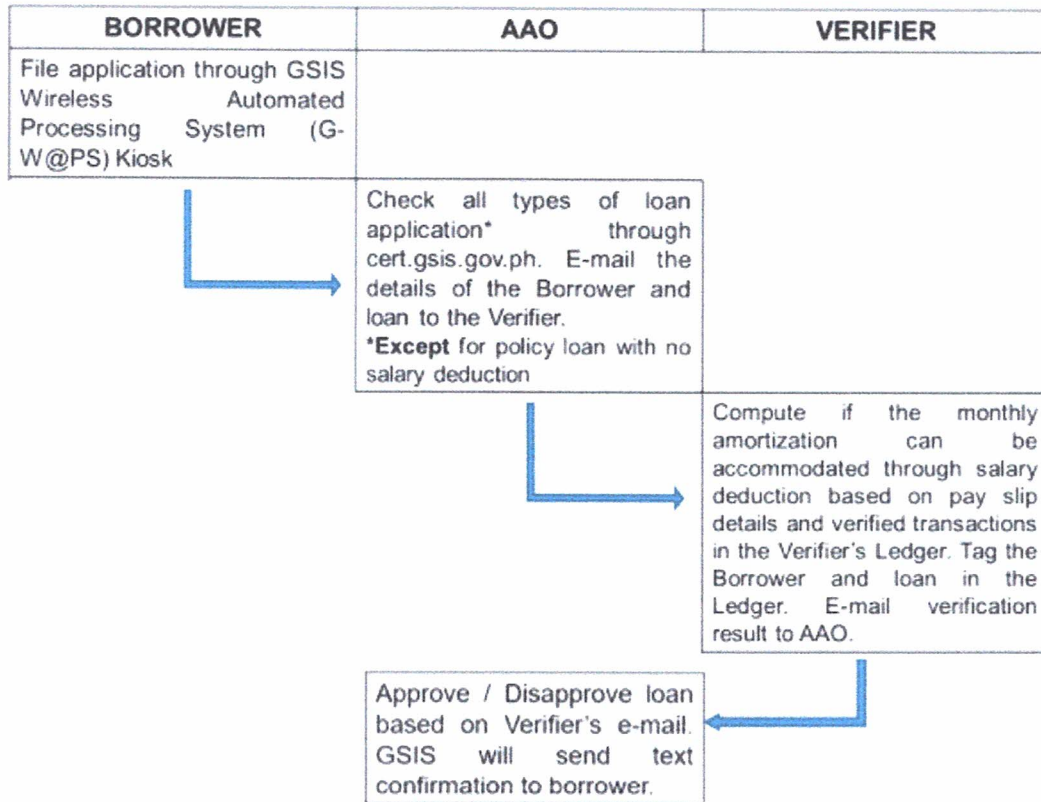 BORROWER
AAO
VERIFIER
File application through GSIS
Wireless Automated
Processing System (G-
W@PS) Kiosk
Check all types of loan
application* through
cert.gsis.gov.ph. E-mail the
details of the Borrower and
loan to the Verifier.
*Except for policy loan with no
salary deduction
Compute if the monthly
amortization can be
accommodated through salary
deduction based on pay slip
details and verified transactions
in the Verifier's Ledger. Tag the
Borrower and loan in the
Ledger. E-mail verification
result to AAO.
Approve / Disapprove loan
based on Verifier's e-mail.
GSIS will send text
confirmation to borrower.